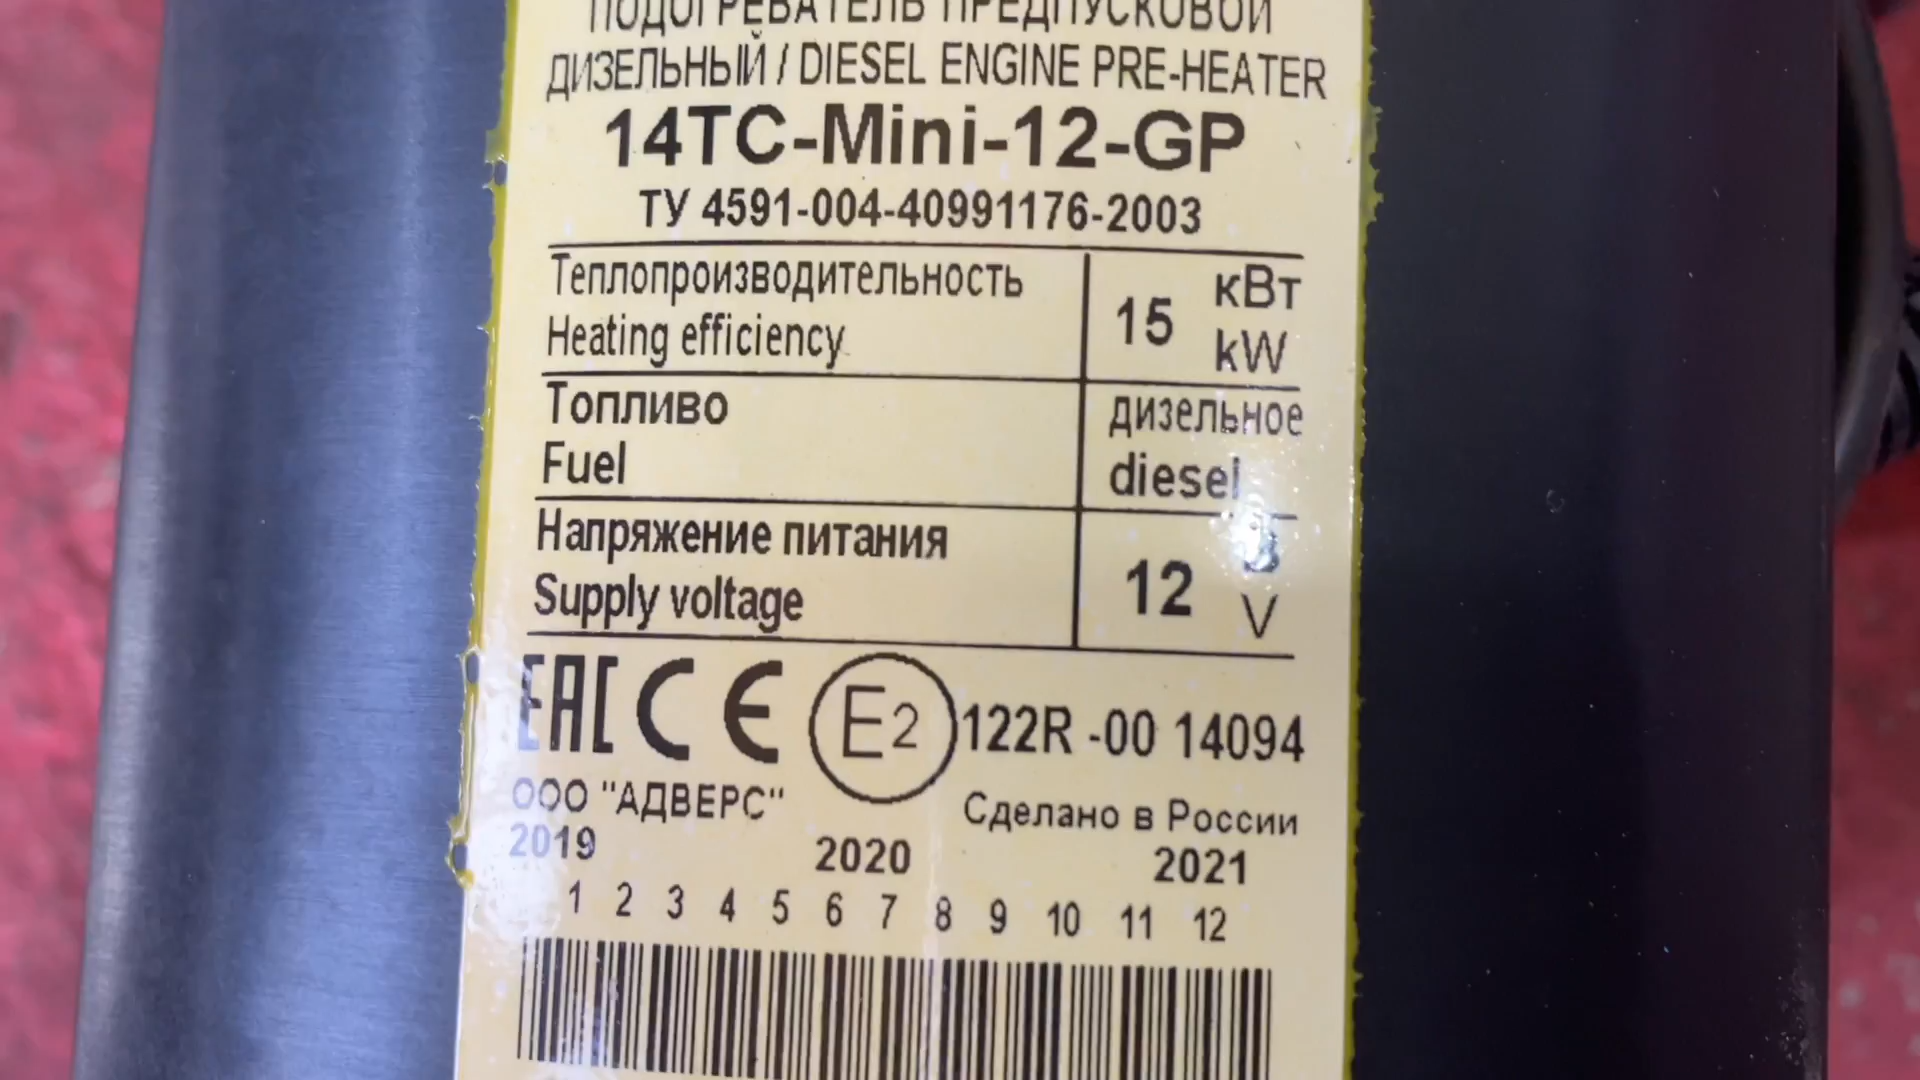 ПОДОГРЕВАТЕЛЬ ПРЕДПУСКОВОЙ
ДИЗЕЛЬНЫЙ / DIESEL ENGINE PRE-HEATER
14TC-Mini-12-GP
ТУ 4591-004-40991176-2003
Теплопроизводительность
Heating efficiency
15 кВт
kW
Топливо
Fuel
дизельное
diesel
Напряжение питания
Supply voltage
12 В
V
EAC CE E2 122R -00 14094
ООО "АДВЕРС" Сделано в России
2019 2020 2021
1 2 3 4 5 6 7 8 9 10 11 12